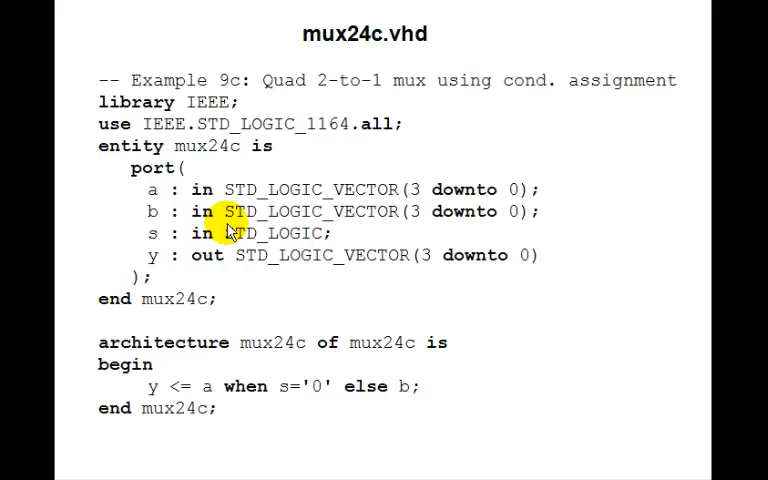 mux24c.vhd
-- Example 9c: Quad 2-to-1 mux using cond. assignment
library IEEE;
use IEEE.STD_LOGIC_1164.all;
entity mux24c is
port(
a : in STD_LOGIC_VECTOR(3 downto 0);
b : in STD_LOGIC_VECTOR(3 downto 0);
s : in STD_LOGIC;
y : out STD_LOGIC_VECTOR(3 downto 0)
);
end mux24c;
architecture mux24c of mux24c is
begin
y <= a when s='0' else b;
end mux24c;